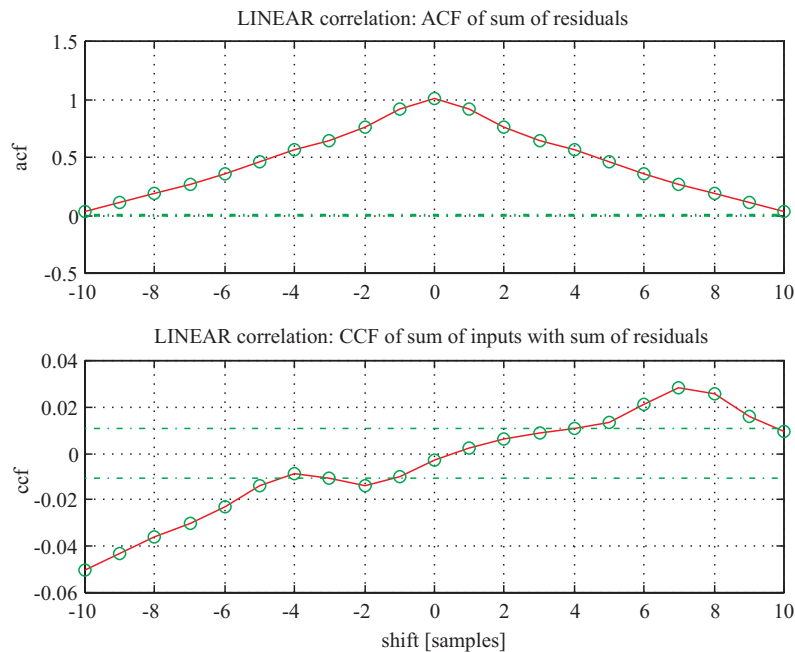 LINEAR correlation: ACF of sum of residuals
1.5
1
0.5
0
-0.5
acf
-10 -8 -6 -4 -2 0 2 4 6 8 10
LINEAR correlation: CCF of sum of inputs with sum of residuals
0.04
0.02
0
-0.02
-0.04
-0.06
ccf
-10 -8 -6 -4 -2 0 2 4 6 8 10
shift [samples]